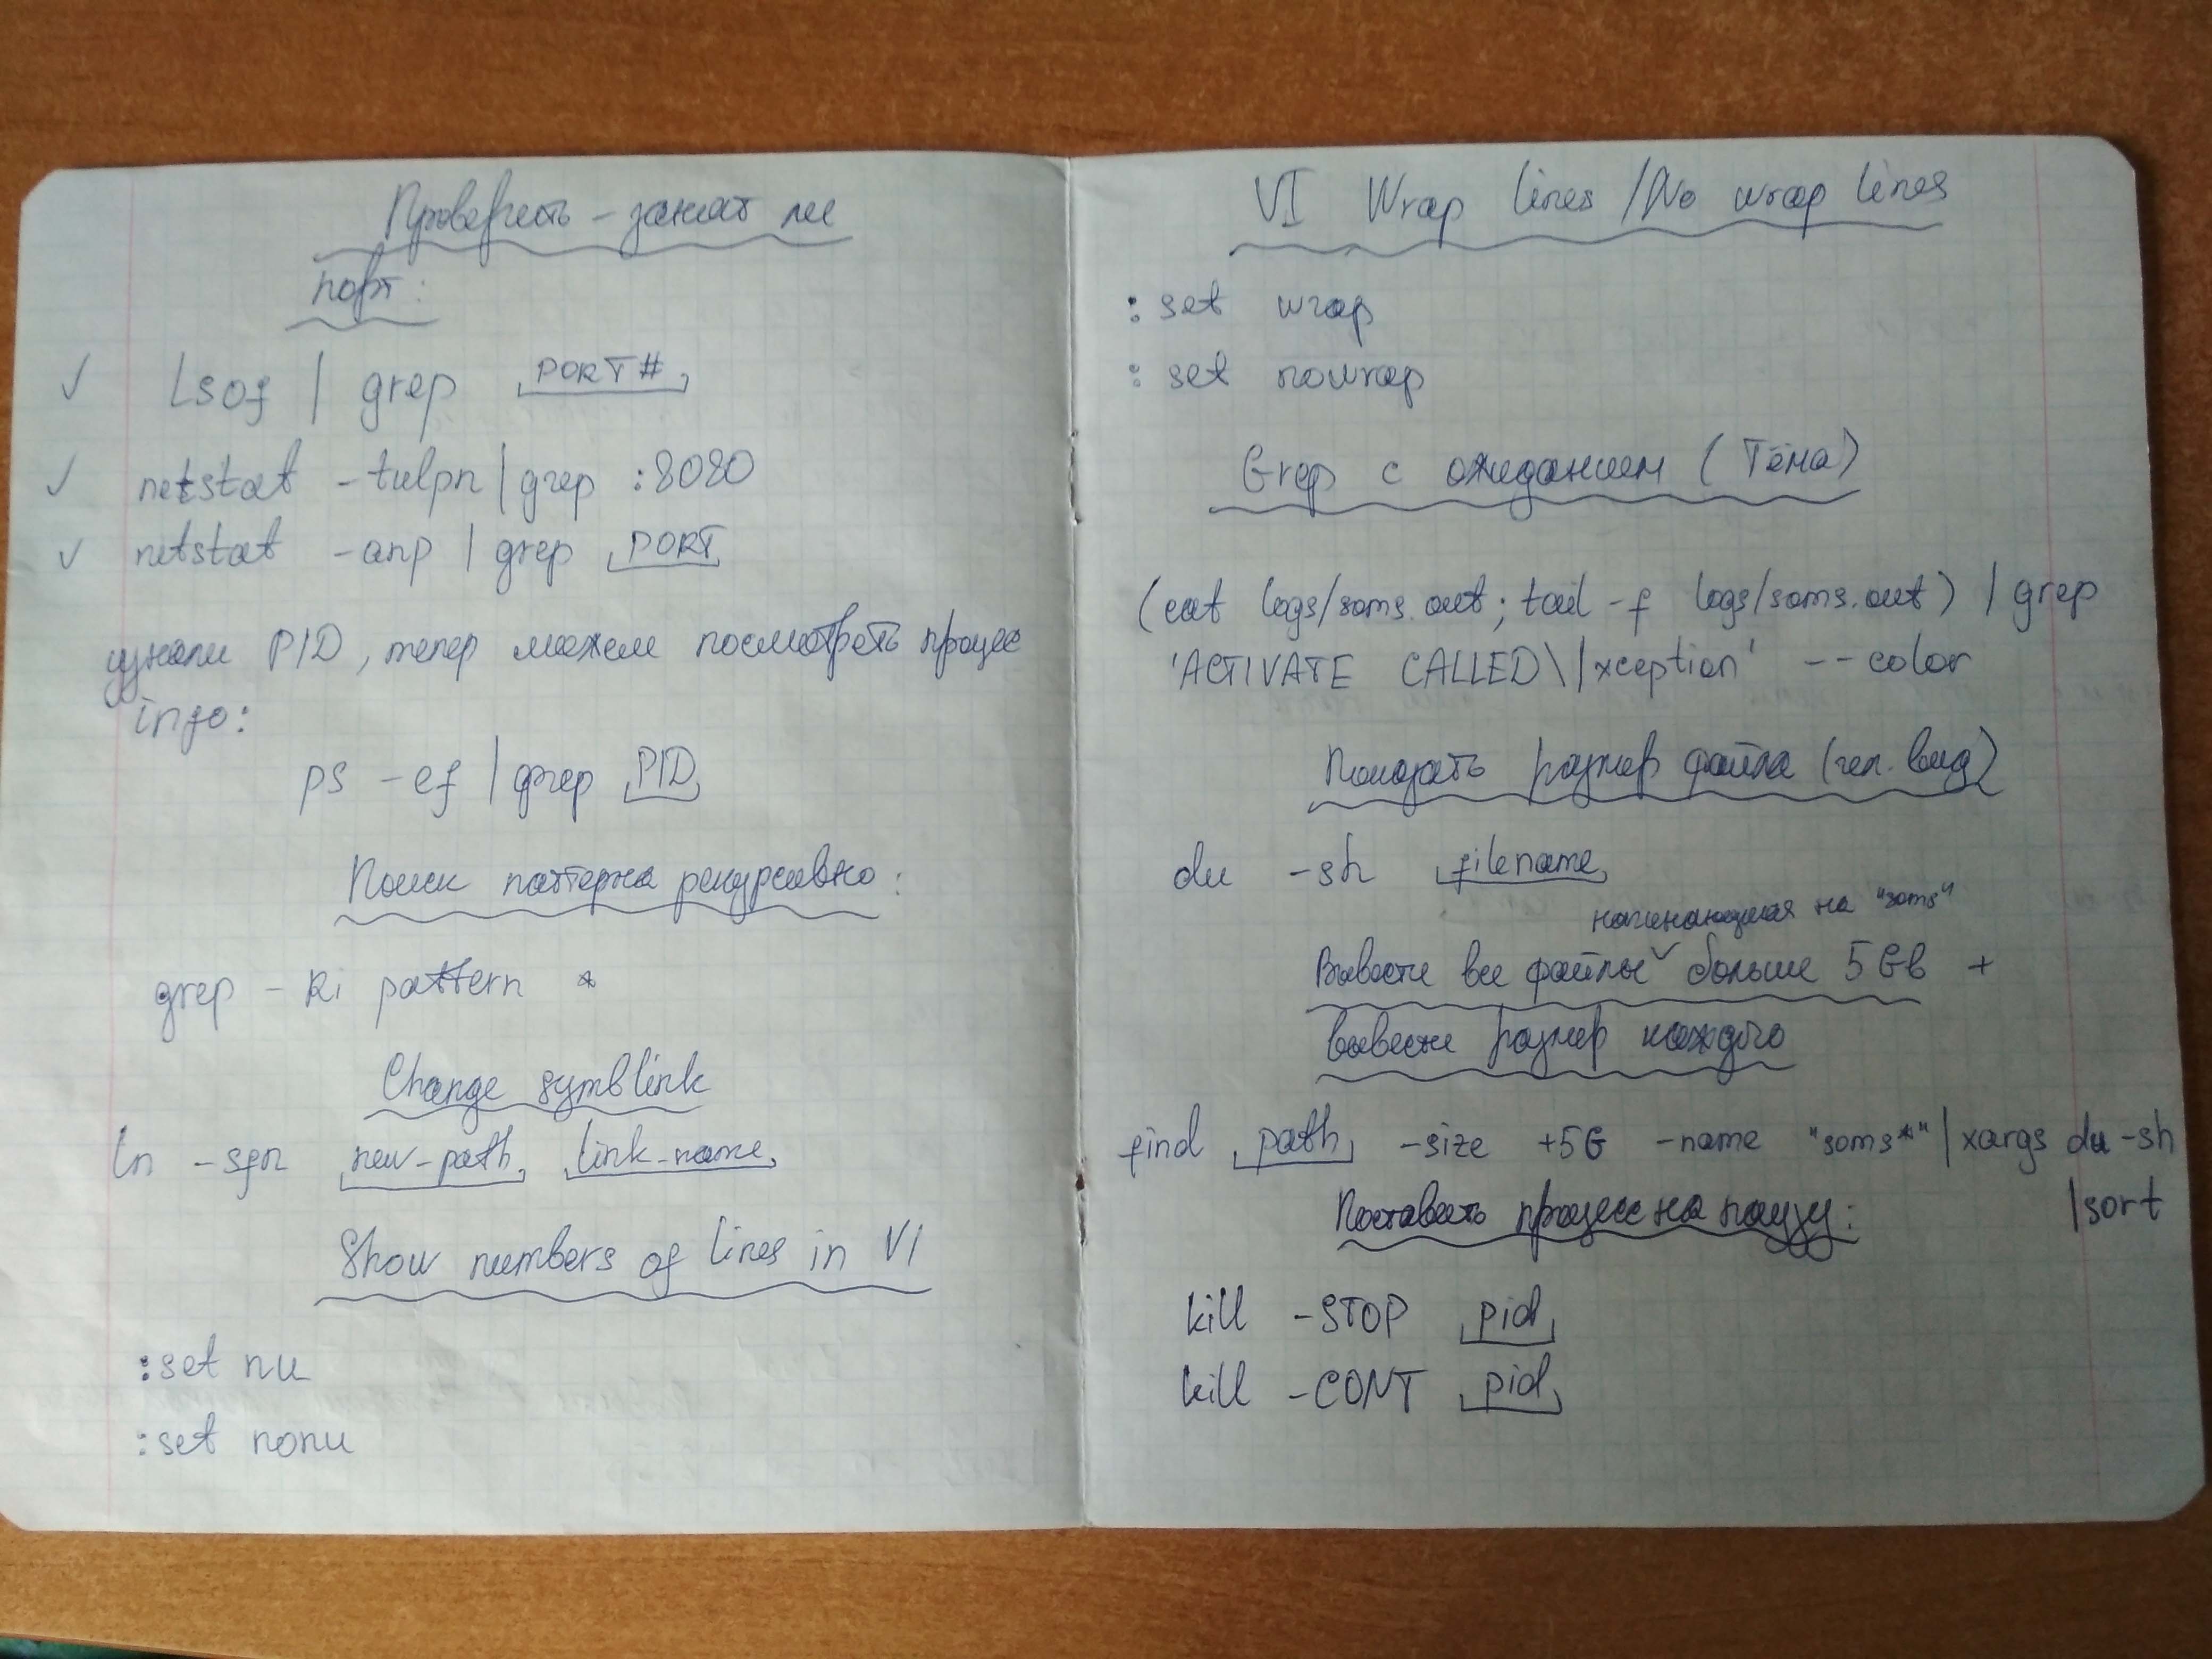 Проверить - зажат ли
порт:
✓ lsof | grep PORT#
✓ netstat -tulpn | grep :8080
✓ netstat -anp | grep PORT
узнали PID, тепер можем посмотреть процес
info:
ps -ef | grep PID
Поиск паттерна рекурсивно:
grep -Ri pattern *
Change symblink
ln -sfn new-path link-name
Show numbers of lines in VI
:set nu
:set nonu
VI Wrap lines / No wrap lines
:set wrap
:set nowrap
Grep с ожиданием (Тёма)
(cat logs/soms.out; tail -f logs/soms.out) | grep
'ACTIVATE CALLED\|xception' --color
Показать размер файла (чел. вид)
du -sh filename
начинающиеся на "soms"
Вывести все файлы ✓ больше 5 Gb +
вывести размер каждого
find path -size +5G -name "soms*" | xargs du -sh
| sort
Поставить процесс на паузу:
kill -STOP pid
kill -CONT pid